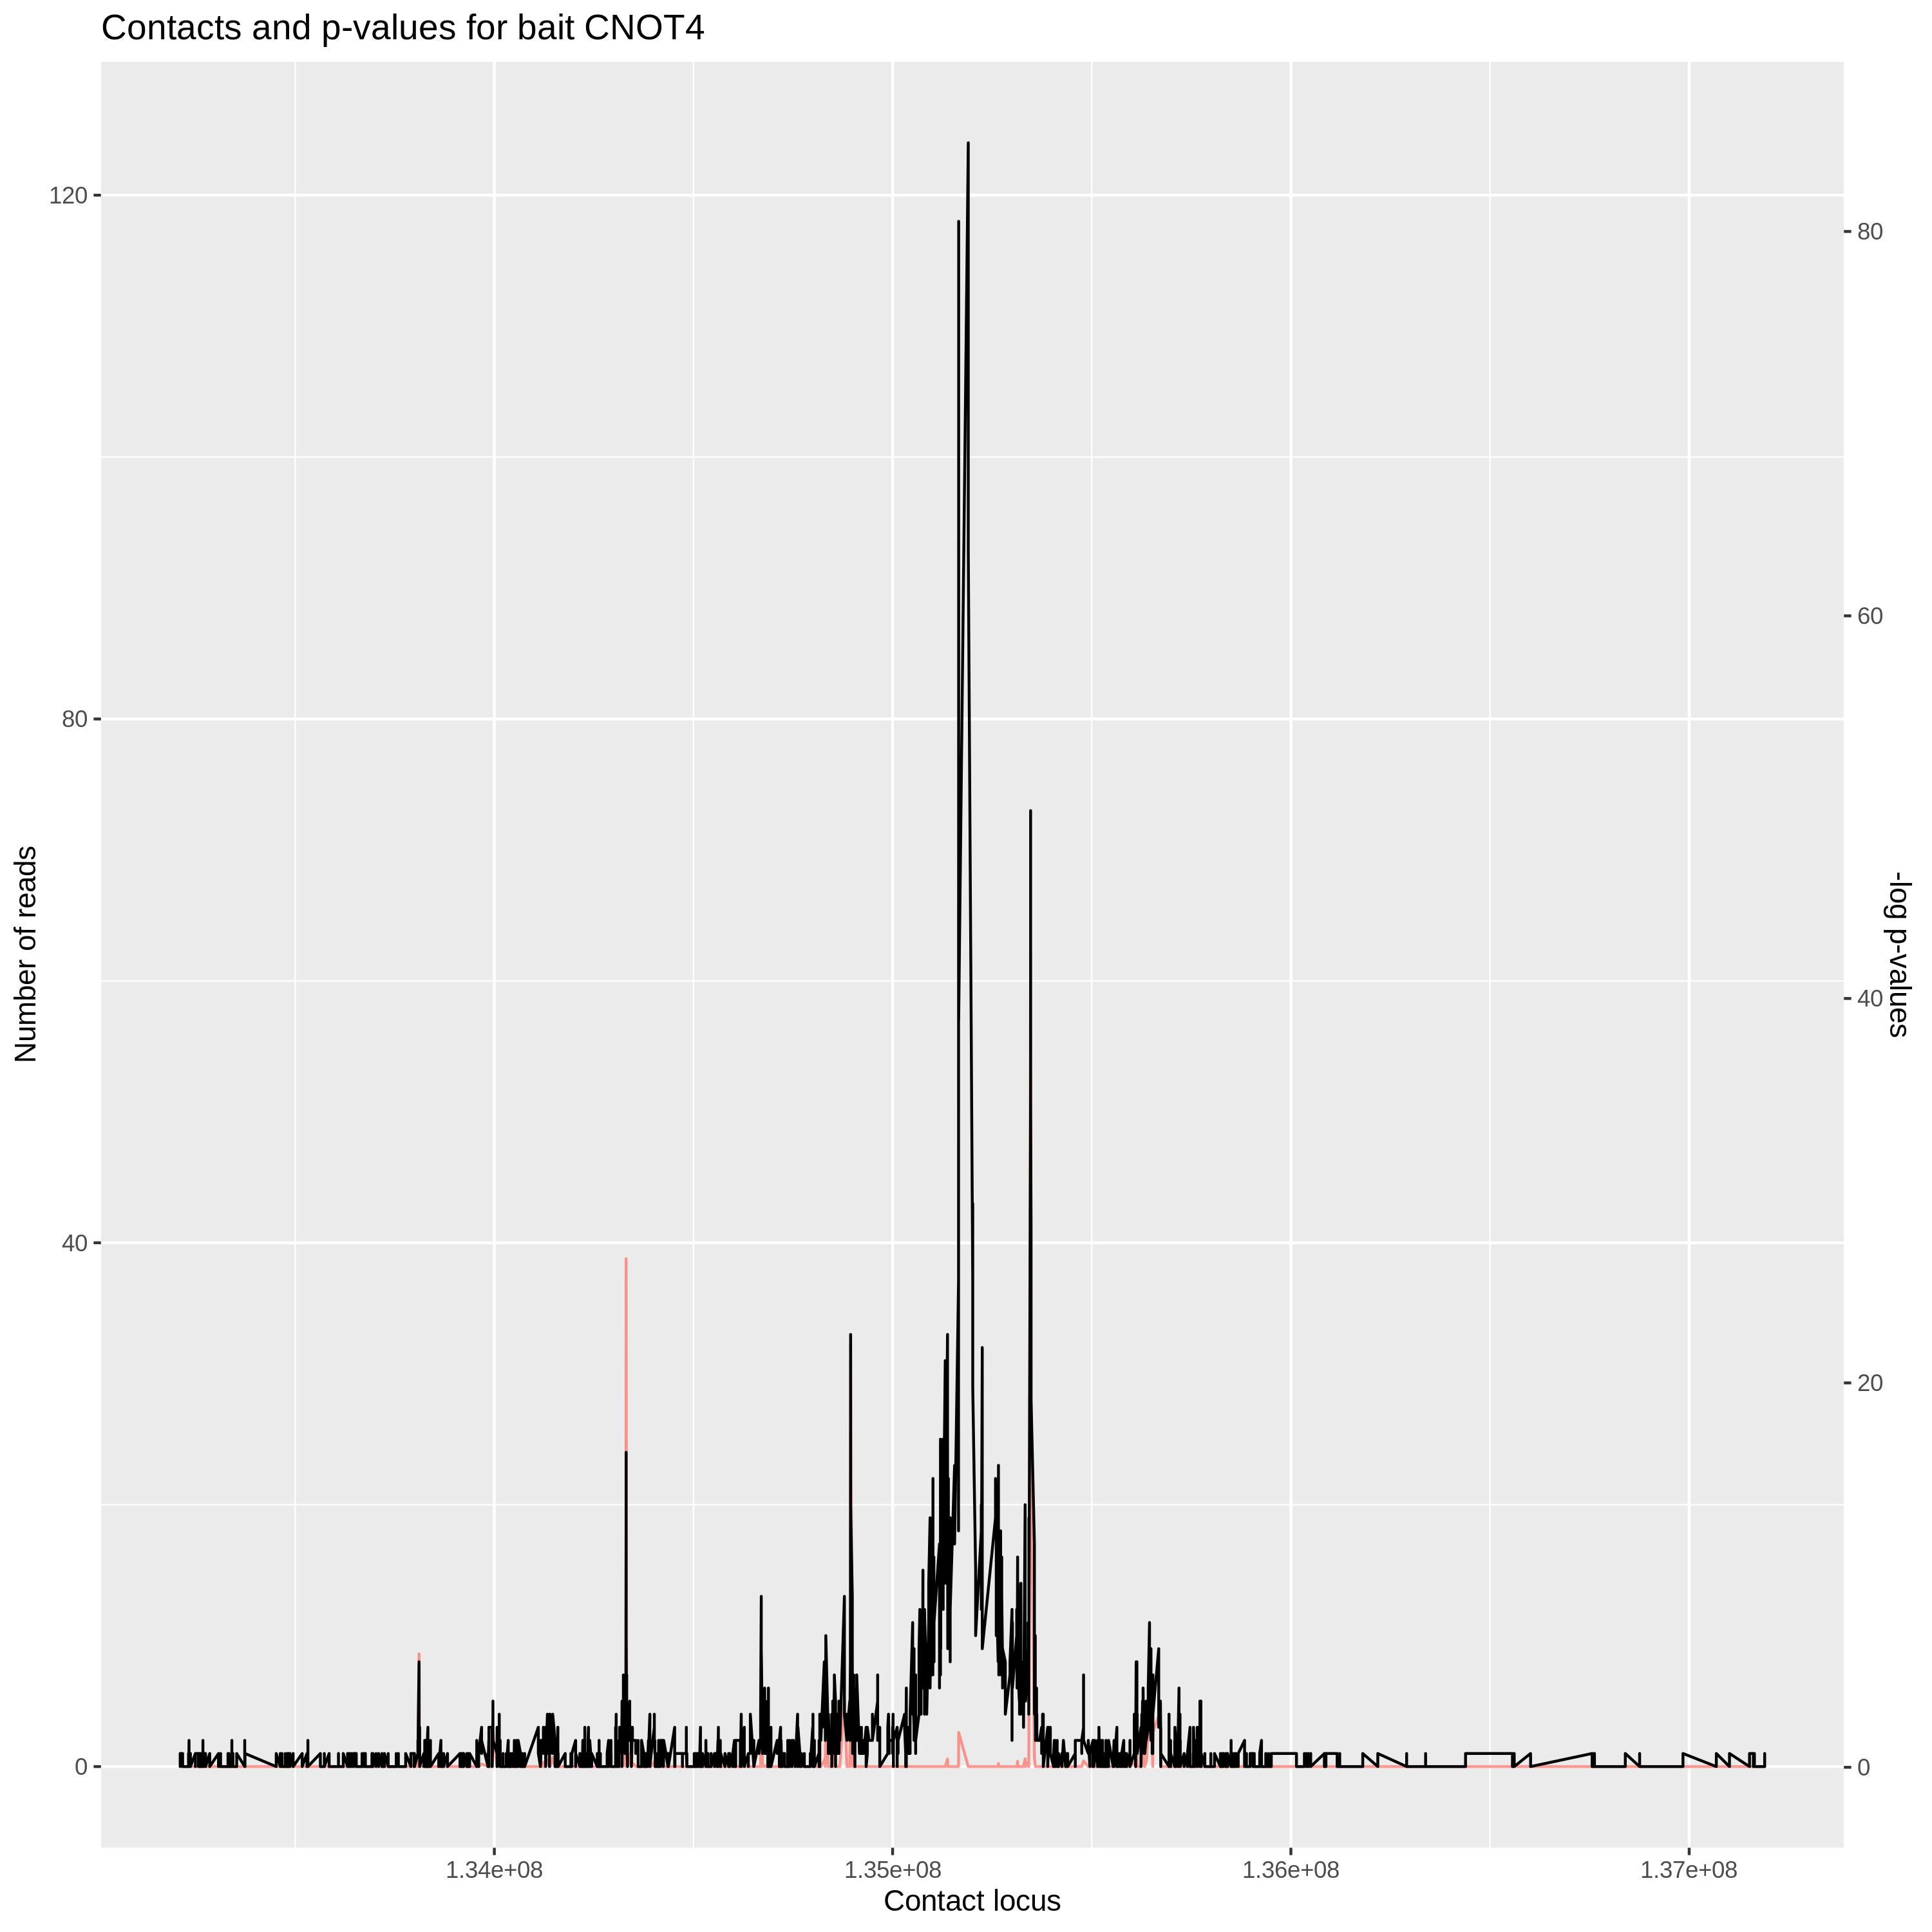 Contacts and p-values for bait CNOT4
120
80
40
0
Number of reads
80
60
40
20
0
-log p-values
1.34e+08
1.35e+08
1.36e+08
1.37e+08
Contact locus